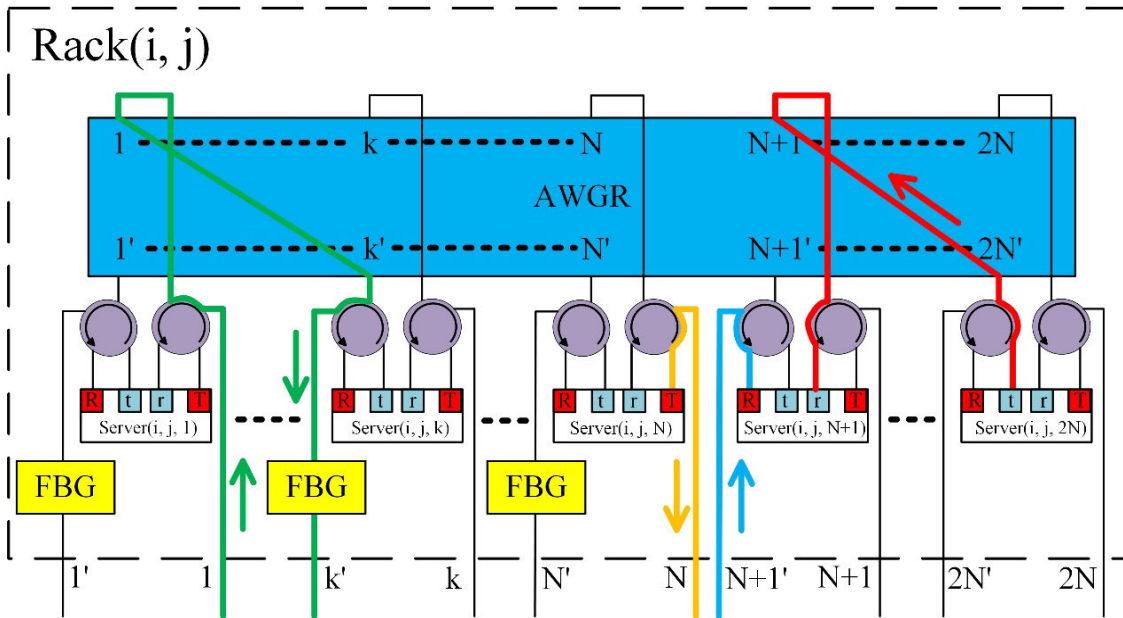 Rack(i, j)
1 k N N+1 2N
AWGR
1' k' N' N+1' 2N'
R t r T R t r T R t r T R t r T R t r T
Server(i, j, 1) Server(i, j, k) Server(i, j, N) Server(i, j, N+1) Server(i, j, 2N)
FBG FBG FBG
1' 1 k' k N' N N+1' N+1 2N' 2N